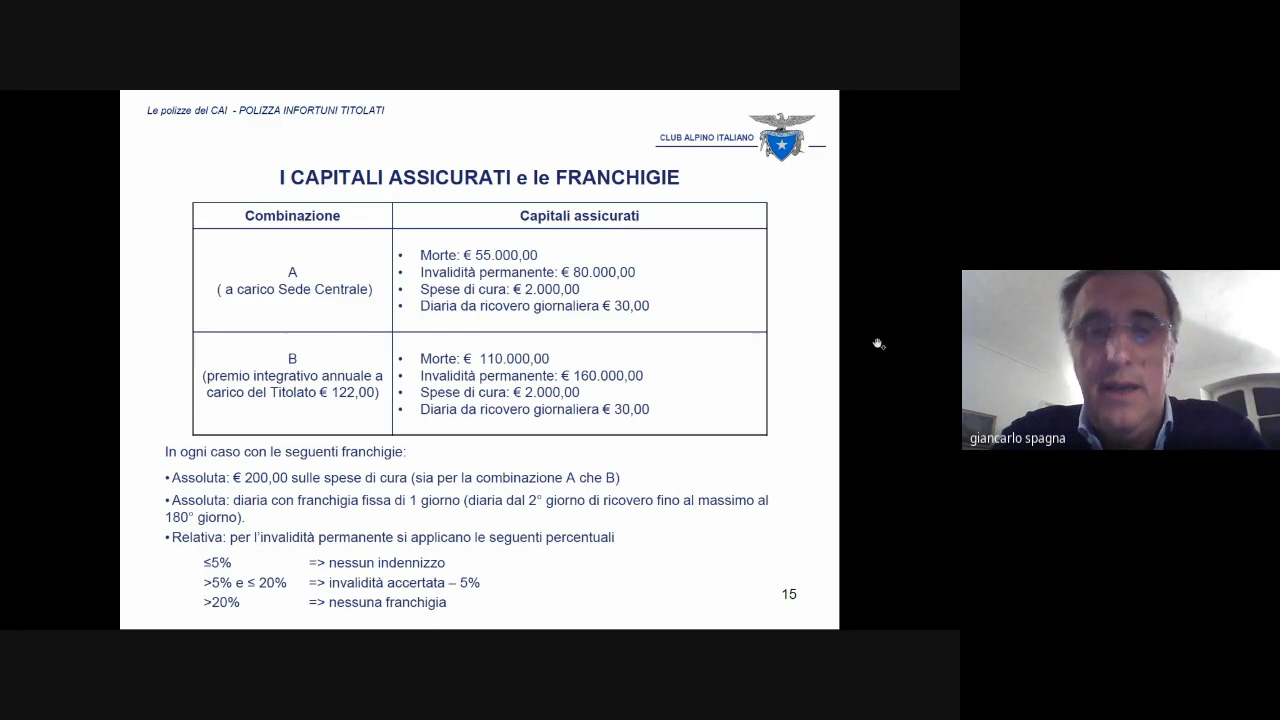 Le polizze del CAI - POLIZZA INFORTUNI TITOLATI
CLUB ALPINO ITALIANO
I CAPITALI ASSICURATI e le FRANCHIGIE
Combinazione
Capitali assicurati
A
( a carico Sede Centrale)
• Morte: € 55.000,00
• Invalidità permanente: € 80.000,00
• Spese di cura: € 2.000,00
• Diaria da ricovero giornaliera € 30,00
B
(premio integrativo annuale a
carico del Titolato € 122,00)
• Morte: € 110.000,00
• Invalidità permanente: € 160.000,00
• Spese di cura: € 2.000,00
• Diaria da ricovero giornaliera € 30,00
In ogni caso con le seguenti franchigie:
• Assoluta: € 200,00 sulle spese di cura (sia per la combinazione A che B)
• Assoluta: diaria con franchigia fissa di 1 giorno (diaria dal 2° giorno di ricovero fino al massimo al
180° giorno).
• Relativa: per l'invalidità permanente si applicano le seguenti percentuali
≤5% => nessun indennizzo
>5% e ≤ 20% => invalidità accertata – 5%
>20% => nessuna franchigia
15
giancarlo spagna